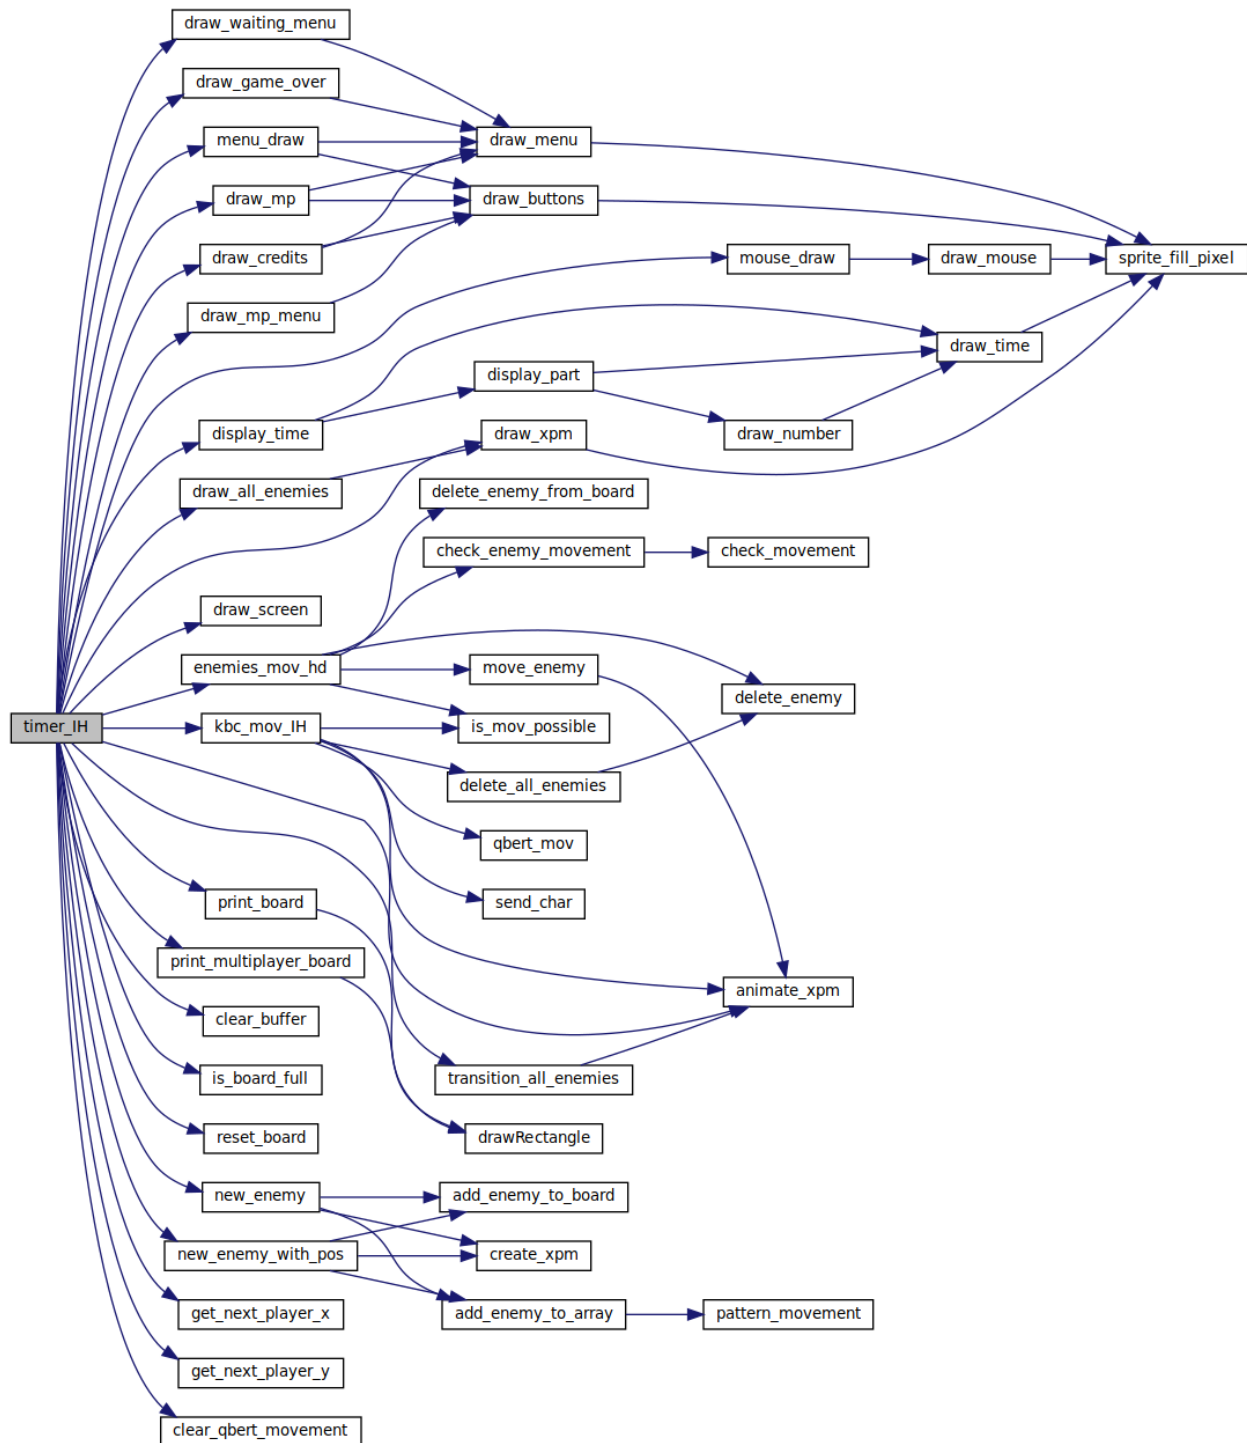 draw_waiting_menu
draw_game_over
menu_draw
draw_menu
draw_mp
draw_buttons
draw_credits
mouse_draw
draw_mouse
sprite_fill_pixel
draw_mp_menu
draw_time
display_part
display_time
draw_xpm
draw_number
draw_all_enemies
delete_enemy_from_board
check_enemy_movement
check_movement
draw_screen
enemies_mov_hd
move_enemy
delete_enemy
timer_IH
kbc_mov_IH
is_mov_possible
delete_all_enemies
qbert_mov
print_board
send_char
print_multiplayer_board
animate_xpm
clear_buffer
is_board_full
transition_all_enemies
reset_board
drawRectangle
new_enemy
add_enemy_to_board
new_enemy_with_pos
create_xpm
get_next_player_x
add_enemy_to_array
pattern_movement
get_next_player_y
clear_qbert_movement